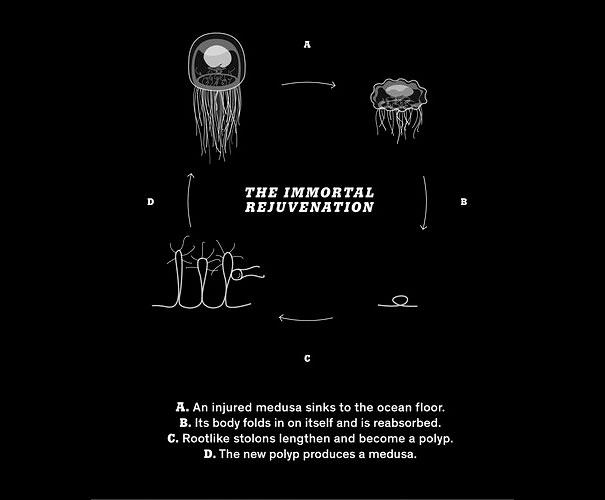 A
THE IMMORTAL
REJUVENATION
D
B
C
A. An injured medusa sinks to the ocean floor.
B. Its body folds in on itself and is reabsorbed.
C. Rootlike stolons lengthen and become a polyp.
D. The new polyp produces a medusa.